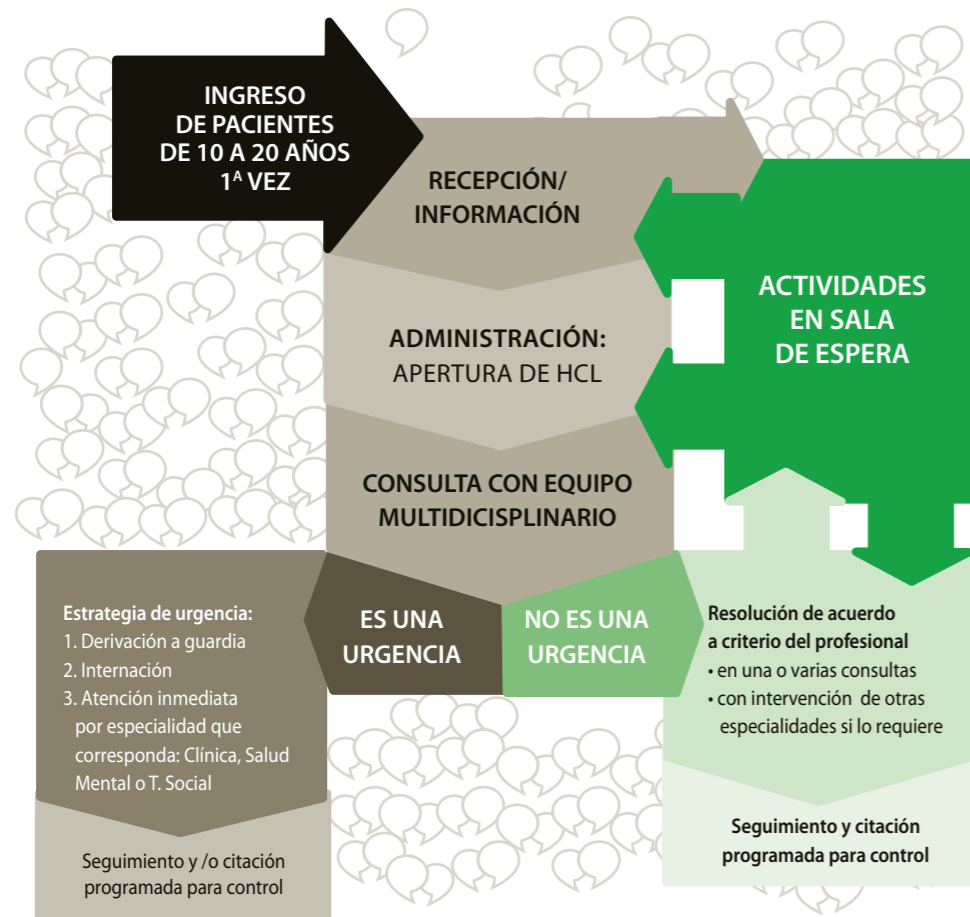 INGRESO
DE PACIENTES
DE 10 A 20 AÑOS
1ᴬ VEZ
RECEPCIÓN/
INFORMACIÓN
ACTIVIDADES
EN SALA
DE ESPERA
ADMINISTRACIÓN:
APERTURA DE HCL
CONSULTA CON EQUIPO
MULTIDICISPLINARIO
ES UNA
URGENCIA
NO ES UNA
URGENCIA
Estrategia de urgencia:
1. Derivación a guardia
2. Internación
3. Atención inmediata
por especialidad que
corresponda: Clínica, Salud
Mental o T. Social
Seguimiento y /o citación
programada para control
Resolución de acuerdo
a criterio del profesional
• en una o varias consultas
• con intervención de otras
especialidades si lo requiere
Seguimiento y citación
programada para control